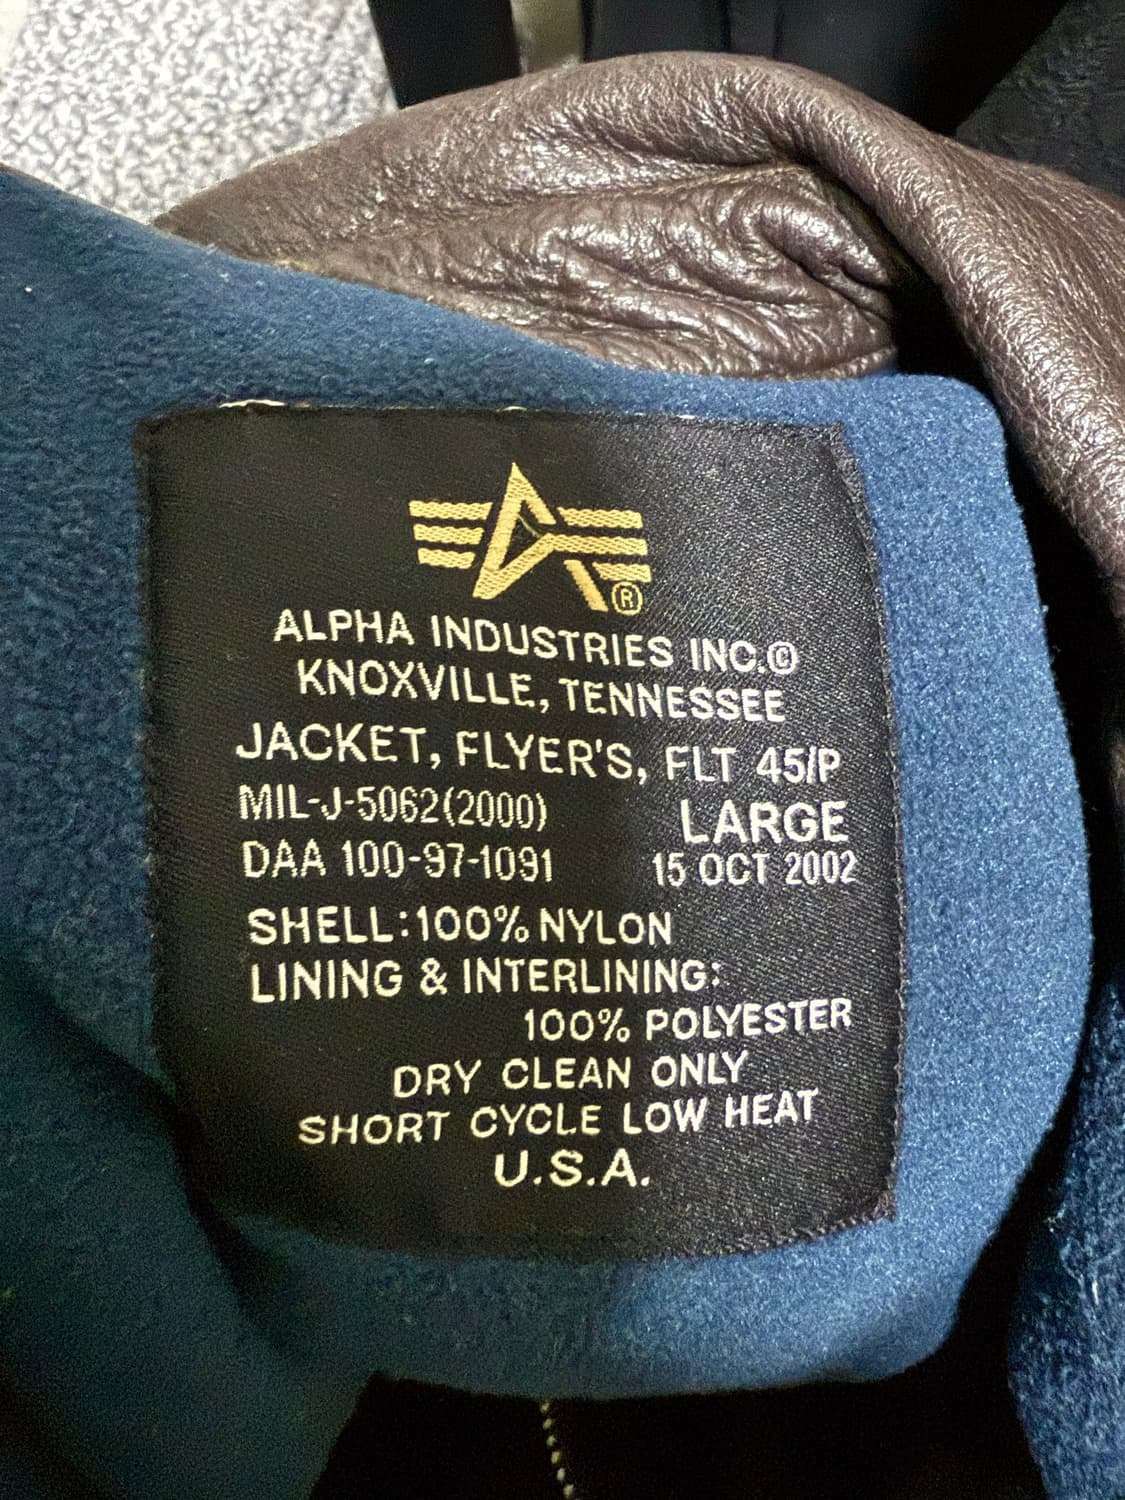 ®
ALPHA INDUSTRIES INC.©
KNOXVILLE, TENNESSEE
JACKET, FLYER'S, FLT 45/P
MIL-J-5062(2000) LARGE
DAA 100-97-1091 15 OCT 2002
SHELL:100% NYLON
LINING & INTERLINING:
100% POLYESTER
DRY CLEAN ONLY
SHORT CYCLE LOW HEAT
U.S.A.